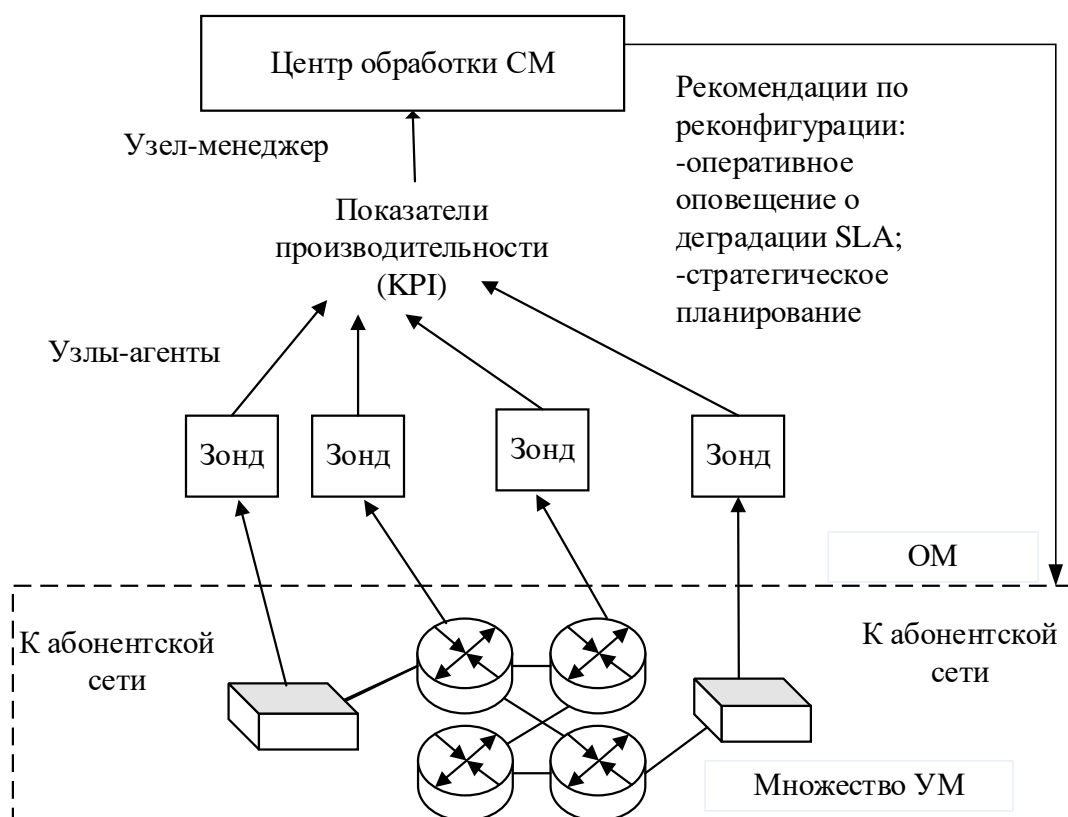 Центр обработки СМ
Узел-менеджер
Рекомендации по
реконфигурации:
-оперативное
оповещение о
деградации SLA;
-стратегическое
планирование
Показатели
производительности
(KPI)
Узлы-агенты
Зонд
Зонд
Зонд
Зонд
ОМ
К абонентской
сети
К абонентской
сети
Множество УМ